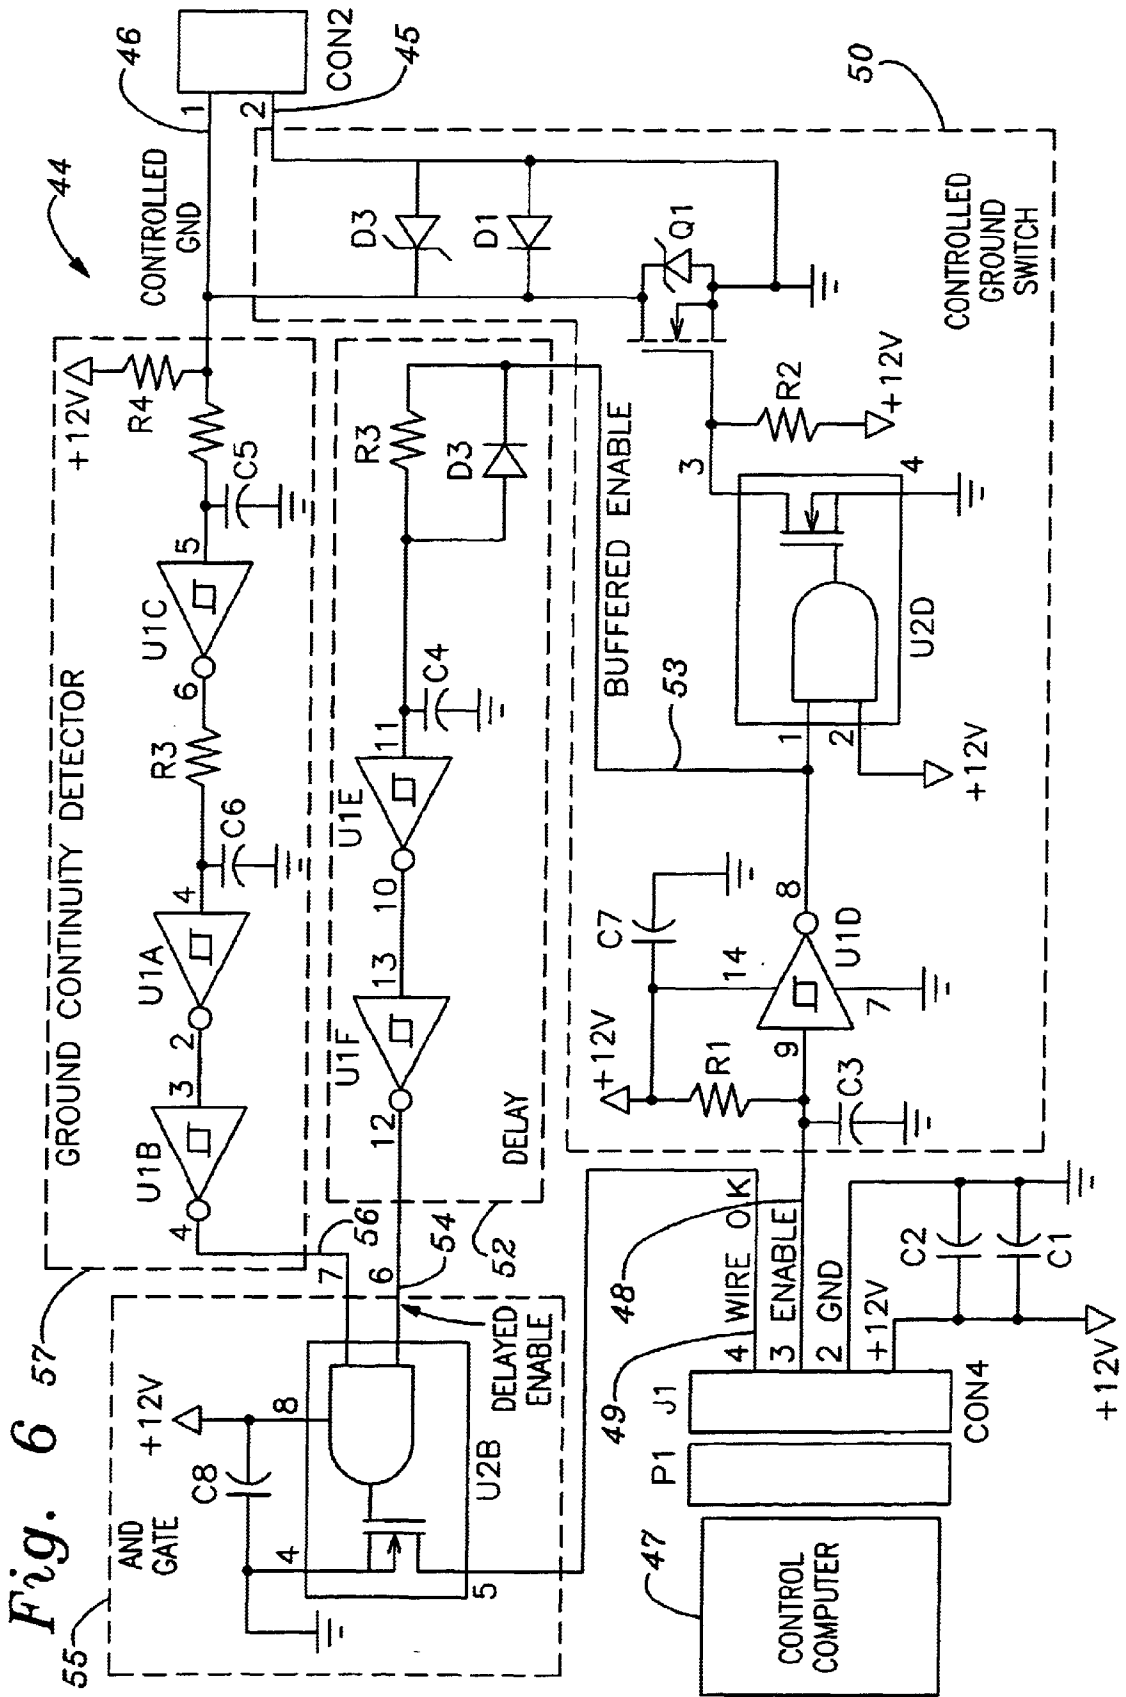 Fig. 6
44
46
CON2
1
2
45
CONTROLLED
GND
GROUND CONTINUITY DETECTOR
57
+12V
R4
C5
5
U1C
6
R3
C6
4
U1A
2
3
U1B
4
56
7
D3
D1
Q1
50
CONTROLLED
GROUND
SWITCH
R3
D3
C4
11
U1E
10
13
U1F
12
DELAY
52
54
6
DELAYED
ENABLE
AND
GATE
55
+12V
C8
8
4
U2B
5
BUFFERED ENABLE
53
3
R2
+12V
4
U2D
1
2
+12V
8
U1D
14
7
9
C7
+12V
R1
C3
48
49
4 WIRE OK
3 ENABLE
2 GND
+12V
C2
C1
+12V
J1
CON4
P1
47
CONTROL
COMPUTER